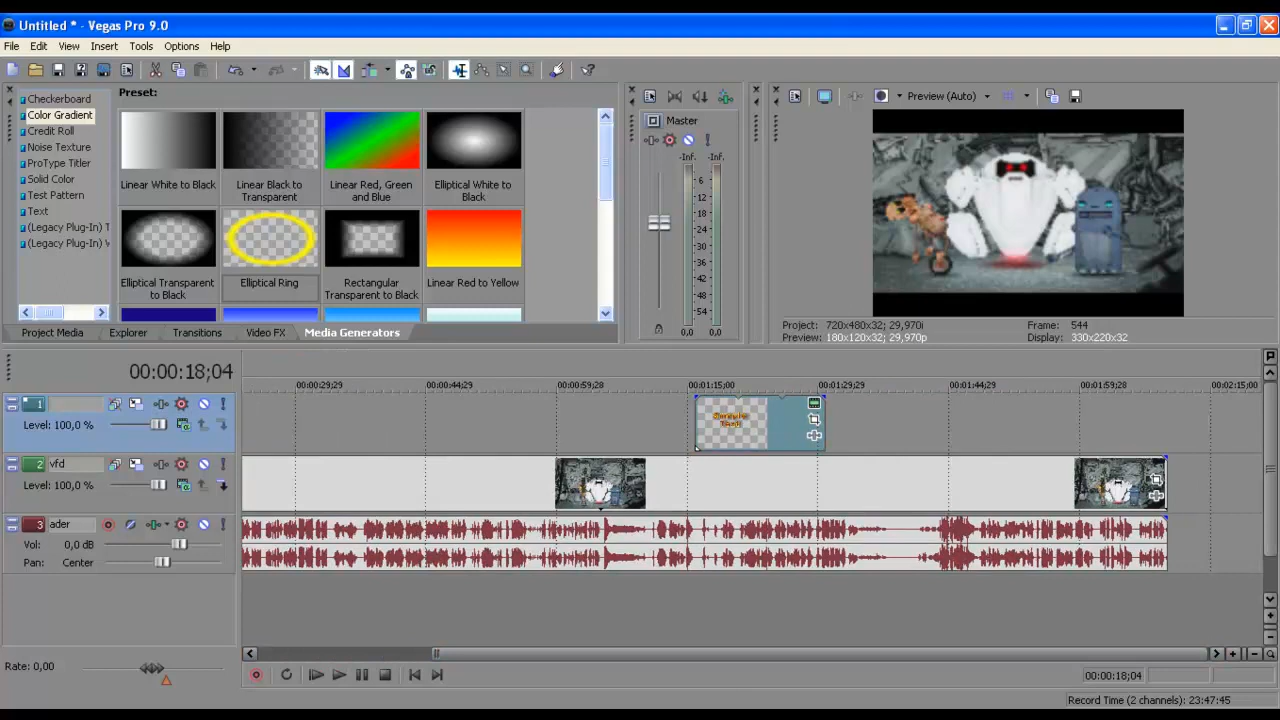 Untitled * - Vegas Pro 9.0
File Edit View Insert Tools Options Help
Checkerboard
Color Gradient
Credit Roll
Noise Texture
ProType Titler
Solid Color
Test Pattern
Text
(Legacy Plug-In) T
(Legacy Plug-In)
Preset:
Linear White to Black
Linear Black to
Transparent
Linear Red, Green
and Blue
Elliptical White to
Black
Elliptical Transparent
to Black
Elliptical Ring
Rectangular
Transparent to Black
Linear Red to Yellow
Project Media Explorer Transitions Video FX Media Generators
Master
-Inf. -Inf.
6
12
18
24
30
36
42
48
54
0,0 0,0
Preview (Auto)
Project: 720x480x32; 29,970i
Preview: 180x120x32; 29,970p
Frame: 544
Display: 330x220x32
00:00:18;04
00:00:29;29 00:00:44;29 00:00:59;28 00:01:15;00 00:01:29;29 00:01:44;29 00:01:59;28 00:02:15;00
1
Level: 100,0 %
2 vfd
Level: 100,0 %
3 ader
Vol: 0,0 dB
Pan: Center
Rate: 0,00
00:00:18;04
Record Time (2 channels): 23:47:45